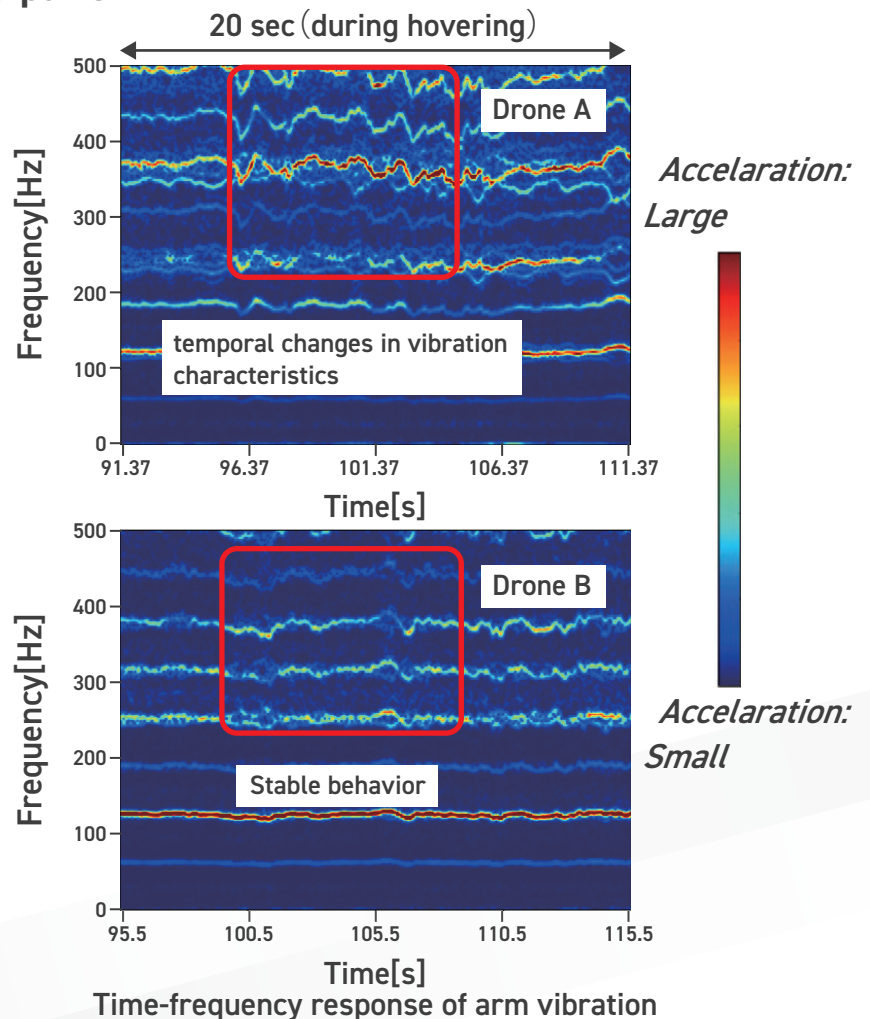 20 sec（during hovering）
500
400
300
200
100
0
Frequency[Hz]
Drone A
temporal changes in vibration
characteristics
91.37
96.37
101.37
106.37
111.37
Time[s]
Accelaration:
Large
500
400
300
200
100
0
Frequency[Hz]
Drone B
Stable behavior
95.5
100.5
105.5
110.5
115.5
Time[s]
Accelaration:
Small
Time-frequency response of arm vibration